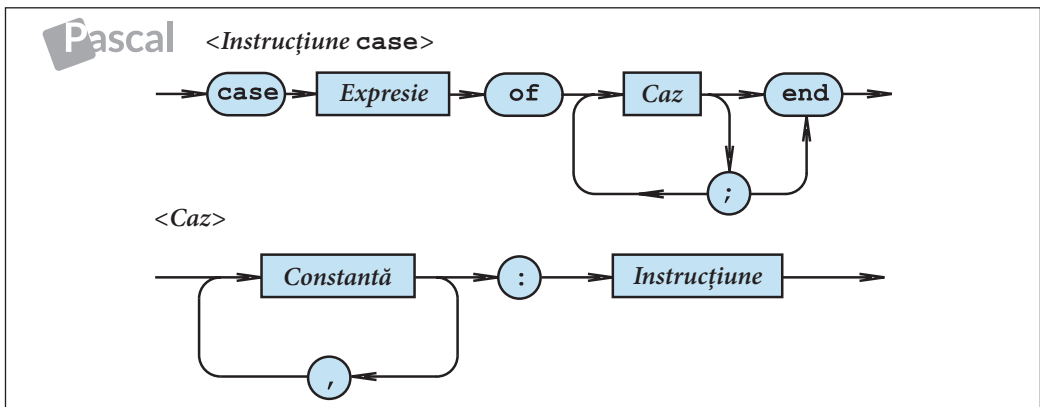 Pascal <Instrucțiune case>
case Expresie of Caz end
;
<Caz>
Constantă : Instrucțiune
,